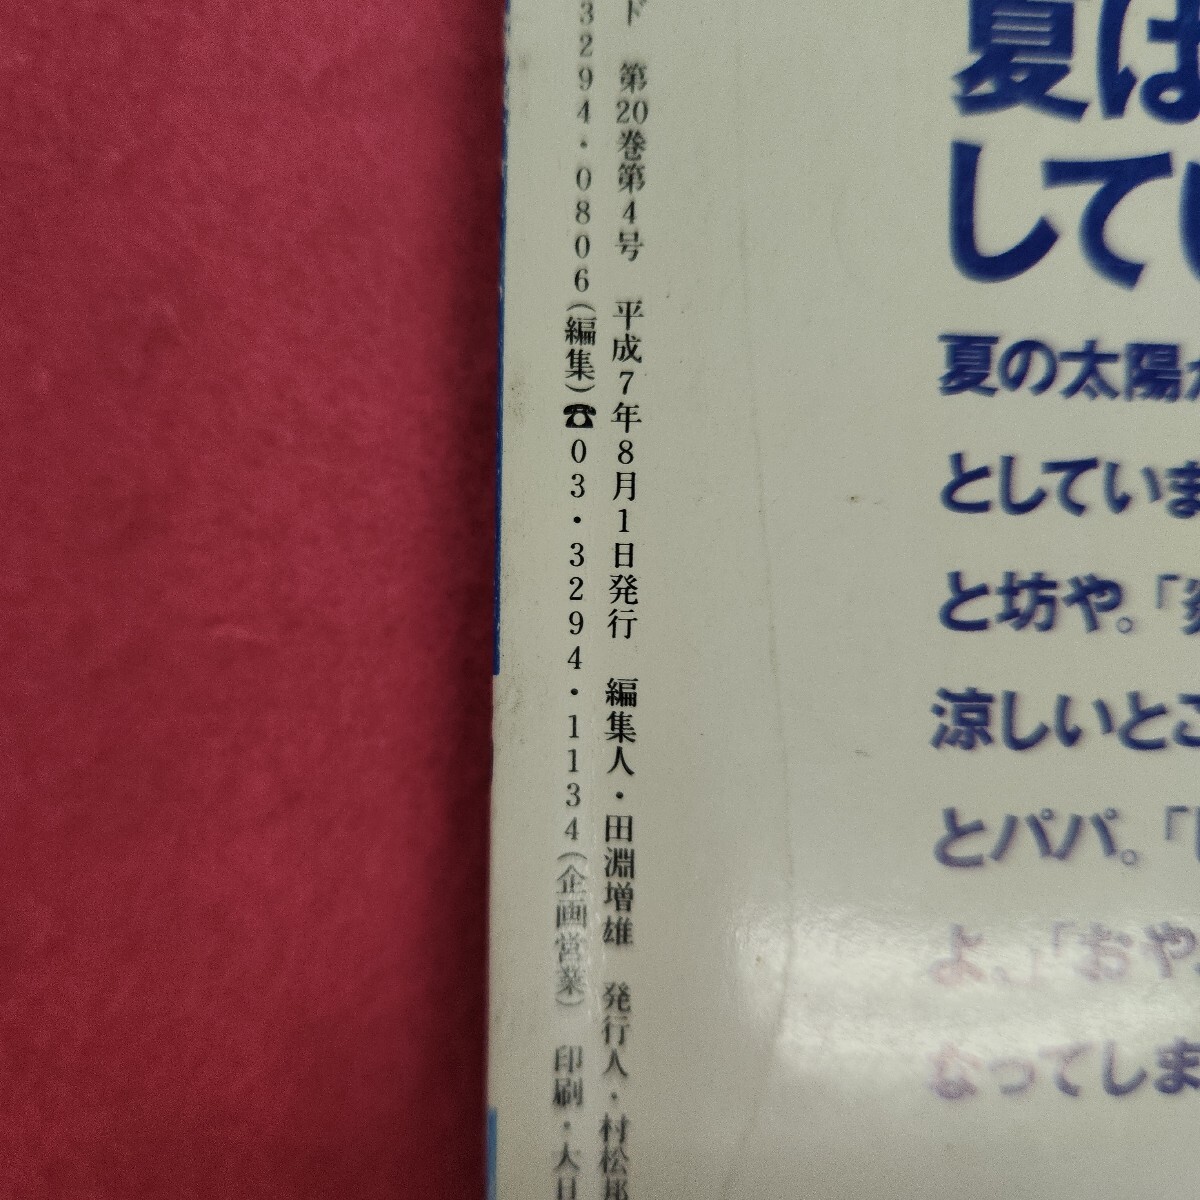 ド 第20巻第4号 平成7年8月1日発行 編集人・田淵増雄 発行人・村松邦
3294・0806(編集)☎03・3294・1134(企画営業) 印刷・大日
夏は
してい
夏の太陽が
としていま
と坊や。「
涼しいとこ
とパパ。「
よ、」「おや、
なってしま